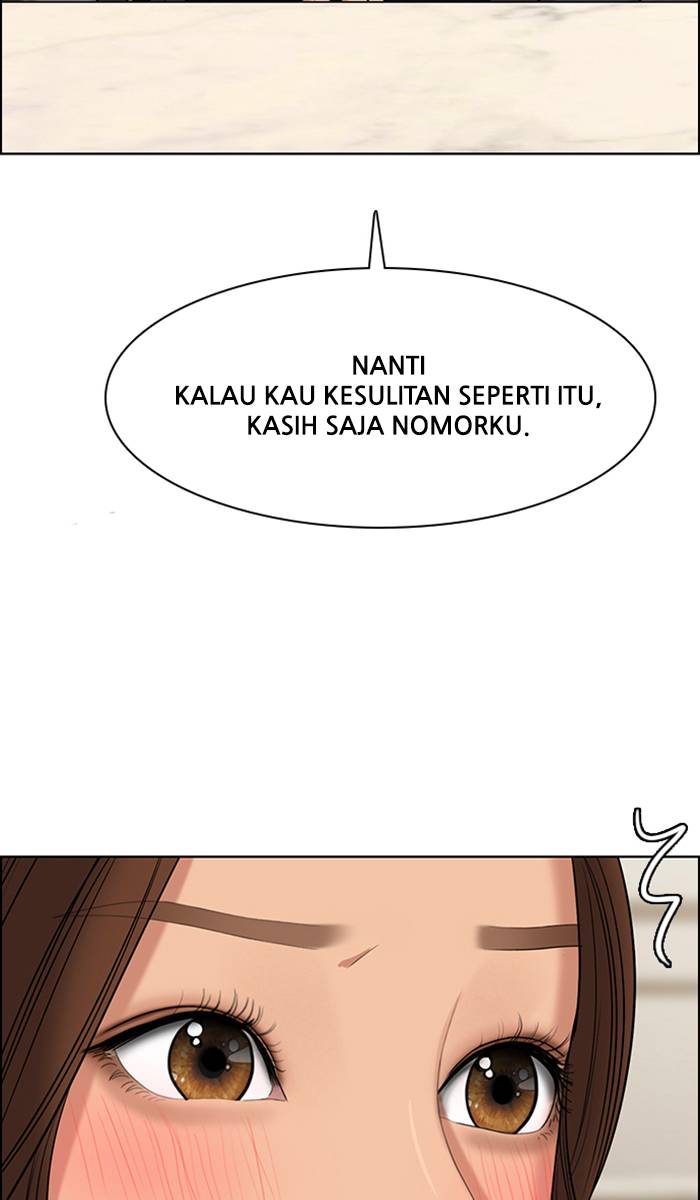 NANTI
KALAU KAU KESULITAN SEPERTI ITU,
KASIH SAJA NOMORKU.